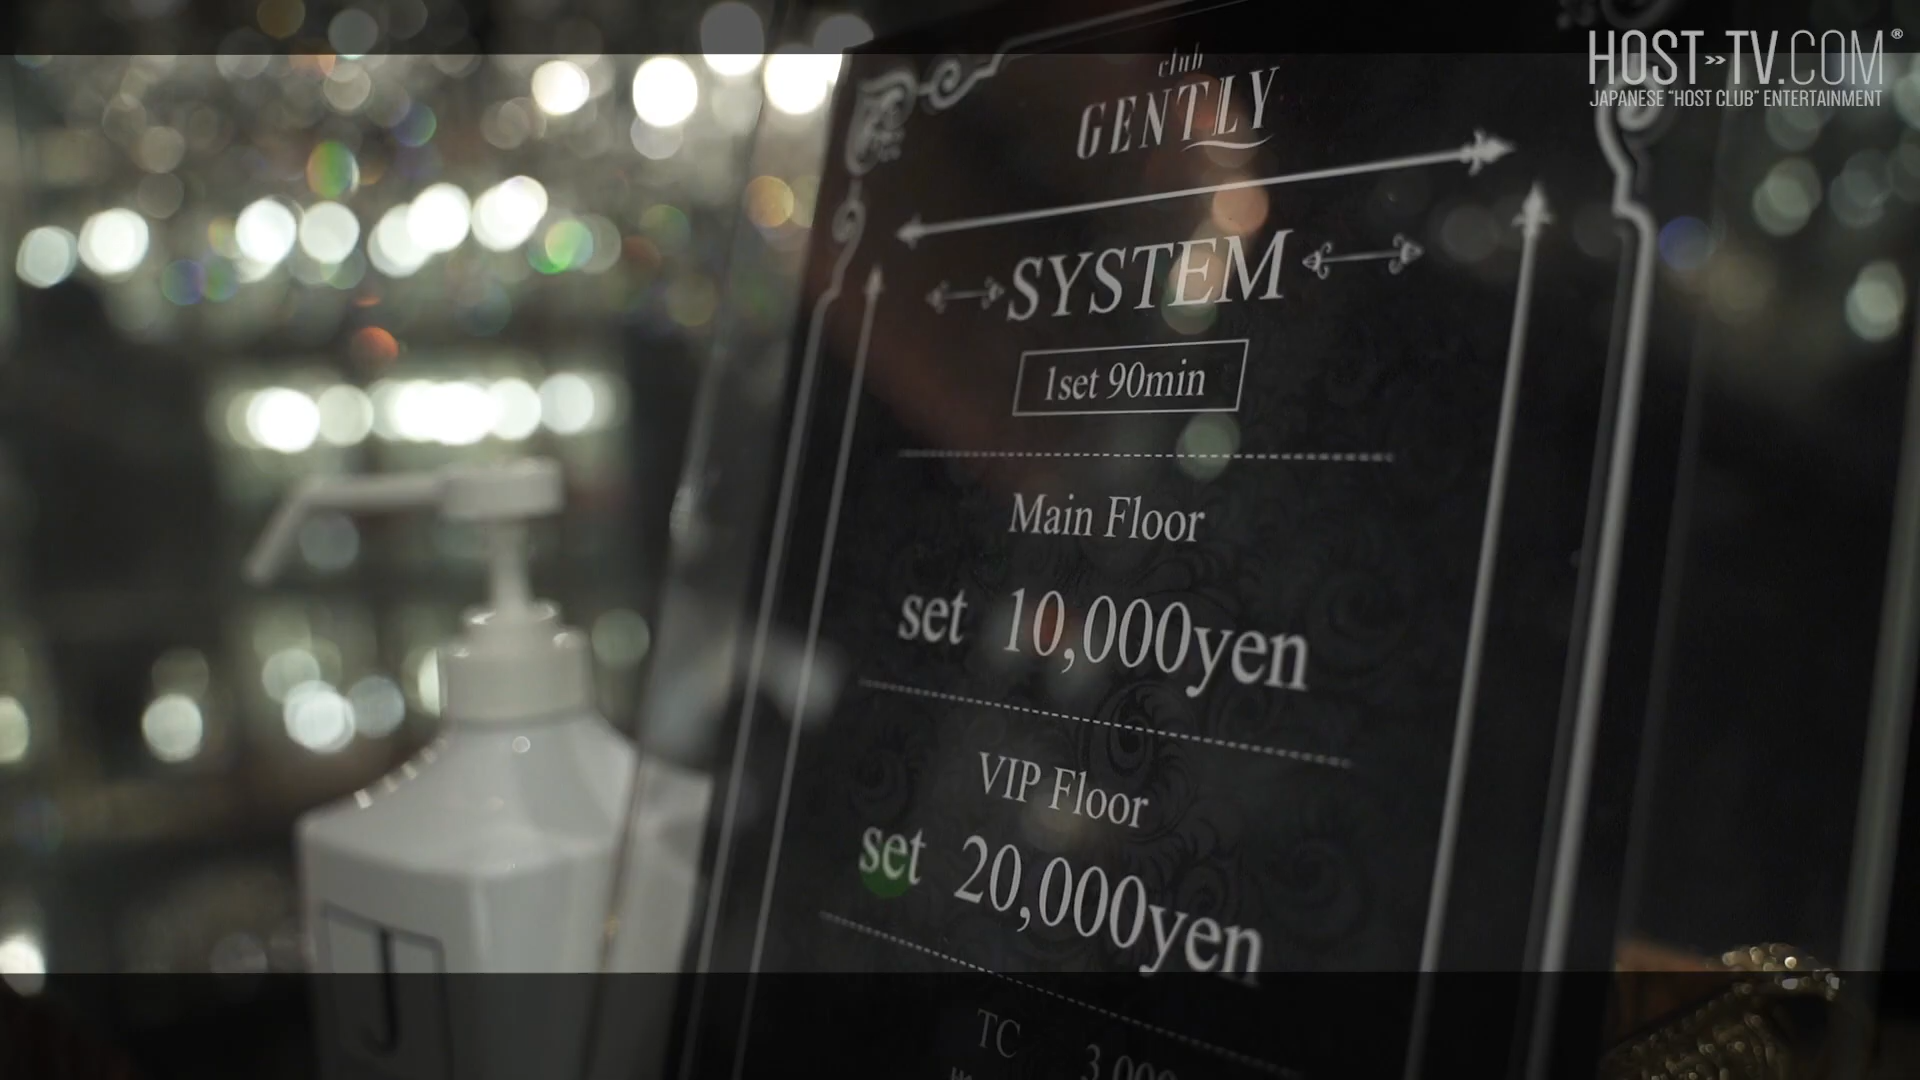 HOST»TV.COM®
JAPANESE "HOST CLUB" ENTERTAINMENT
club
GENTLY
SYSTEM
1set 90min
Main Floor
set 10,000yen
VIP Floor
set 20,000yen
TC
J